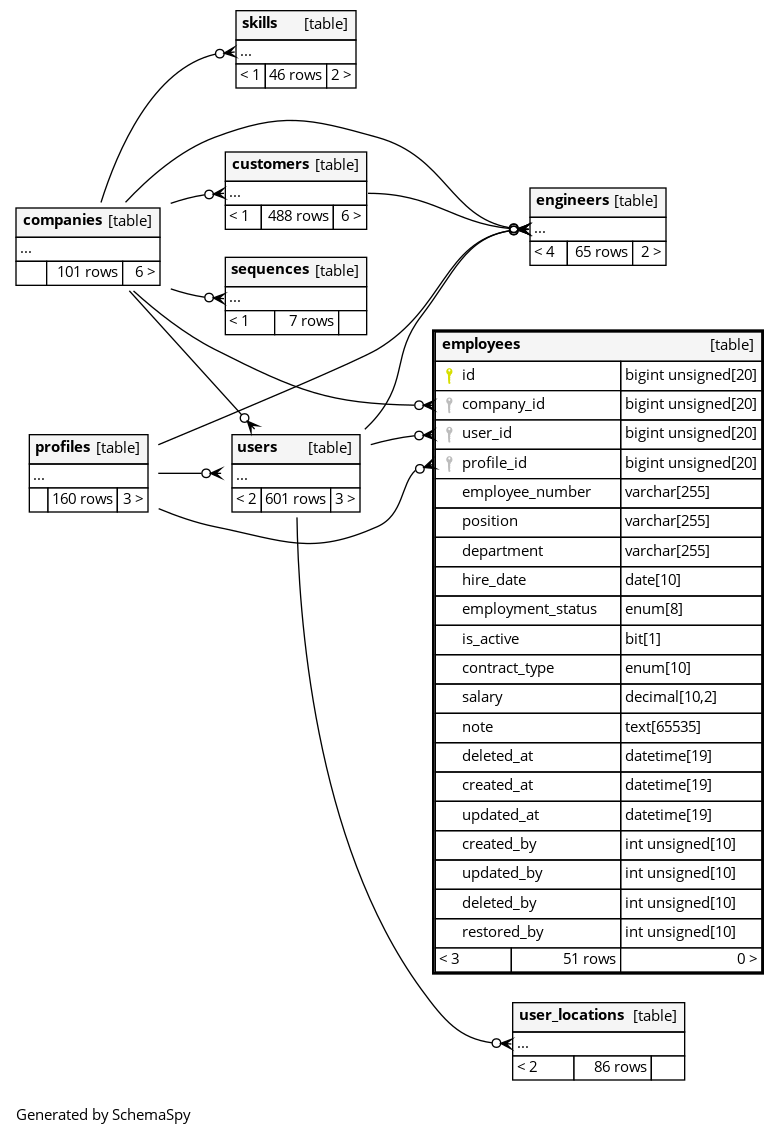 skills [table]
...
< 1 46 rows 2 >
customers [table]
...
< 1 488 rows 6 >
engineers [table]
...
< 4 65 rows 2 >
companies [table]
...
101 rows 6 >
sequences [table]
...
< 1 7 rows
employees [table]
id bigint unsigned[20]
company_id bigint unsigned[20]
user_id bigint unsigned[20]
profile_id bigint unsigned[20]
employee_number varchar[255]
position varchar[255]
department varchar[255]
hire_date date[10]
employment_status enum[8]
is_active bit[1]
contract_type enum[10]
salary decimal[10,2]
note text[65535]
deleted_at datetime[19]
created_at datetime[19]
updated_at datetime[19]
created_by int unsigned[10]
updated_by int unsigned[10]
deleted_by int unsigned[10]
restored_by int unsigned[10]
< 3 51 rows 0 >
profiles [table]
...
160 rows 3 >
users [table]
...
< 2 601 rows 3 >
user_locations [table]
...
< 2 86 rows
Generated by SchemaSpy